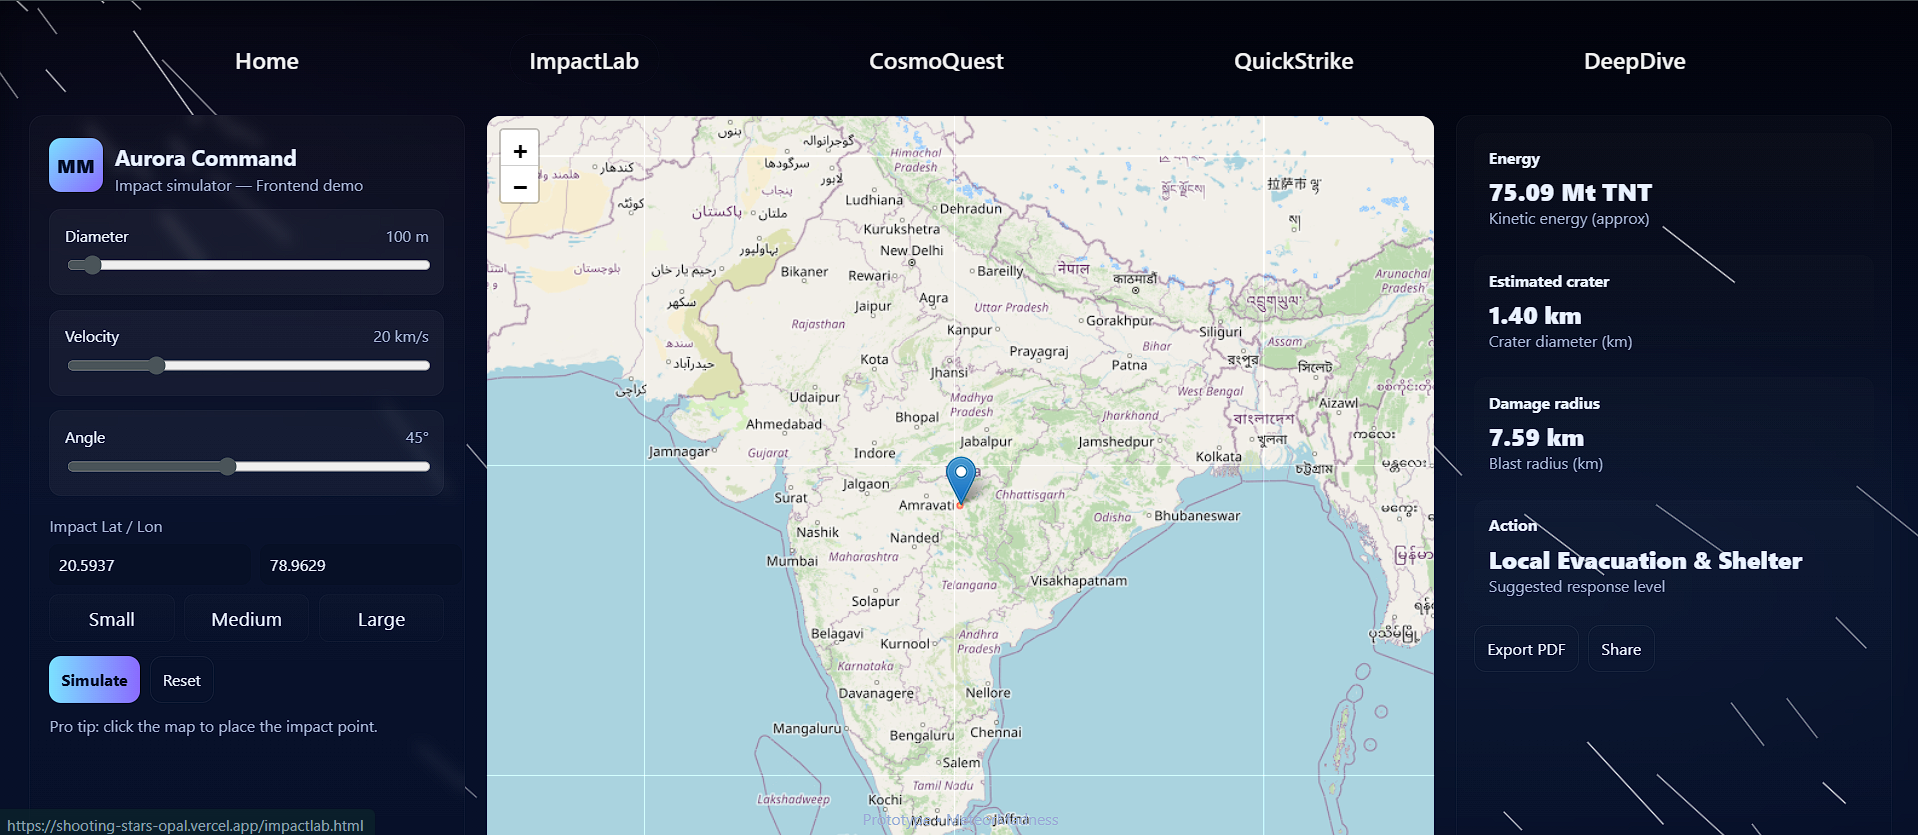 Home ImpactLab CosmoQuest QuickStrike DeepDive
MM
Aurora Command
Impact simulator — Frontend demo
Diameter 100 m
Velocity 20 km/s
Angle 45°
Impact Lat / Lon
20.5937 78.9629
Small Medium Large
Simulate Reset
Pro tip: click the map to place the impact point.
https://shooting-stars-opal.vercel.app/impactlab.html
+
−
بنوں
گوجرانوالہ
Himachal
Pradesh
سرگودھا
کندھار
هلمند
پنجاب
لاہور
拉萨市
Ludhiana
کوئٹہ
پاکستان
ملتان
Dehradun
Kurukshetra
New Delhi
بہاولپور
رحیم یار خان
بلوچستان
Bikaner
Rewari
Bareilly
नेपाल
काठमाडौँ
Arunachal
Pradesh
سکھر
Jaipur
Agra
Uttar Pradesh
Rajasthan
Kanpur
Gorakhpur
Siliguri
Assam
سندھ
حیدرآباد
Kota
Prayagraj
Bihar
রংপুর
সিলেট
Jhansi
Patna
کراچی
Udaipur
Madhya
Pradesh
West Bengal
Aizawl
Ahmedabad
Bhopal
Jharkhand
বাংলাদেশ
Jamnagar
Gujarat
Indore
Jabalpur
Jamshedpur
খুলনা
Kolkata
চট্টগ্রাম
Surat
Jalgaon
Amravati
Chhattisgarh
Odisha
Bhubaneswar
Nashik
Nanded
Mumbai
Maharashtra
Telangana
Visakhapatnam
Solapur
Belagavi
Kurnool
Andhra
Pradesh
Karnataka
Davanagere
Nellore
Mangaluru
Bengaluru
Chennai
Salem
Lakshadweep
Kochi
Tamil Nadu
Madurai
Jaffna
Energy
75.09 Mt TNT
Kinetic energy (approx)
Estimated crater
1.40 km
Crater diameter (km)
Damage radius
7.59 km
Blast radius (km)
Action
Local Evacuation & Shelter
Suggested response level
Export PDF Share